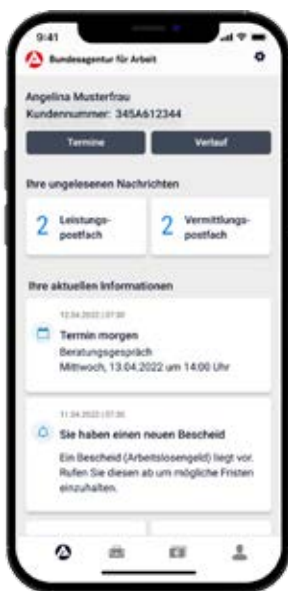 9:41
Bundesagentur für Arbeit
Angelina Musterfrau
Kundennummer: 345A612344
Termine
Verlauf
Ihre ungelesenen Nachrichten
2 Leistungs-
postfach
2 Vermittlungs-
postfach
Ihre aktuellen Informationen
12.04.2022 | 07:00
Termin morgen
Beratungsgespräch
Mittwoch, 13.04.2022 um 14:00 Uhr
11.04.2022 | 07:30
Sie haben einen neuen Bescheid
Ein Bescheid (Arbeitslosengeld) liegt vor.
Rufen Sie diesen ab um mögliche Fristen
einzuhalten.